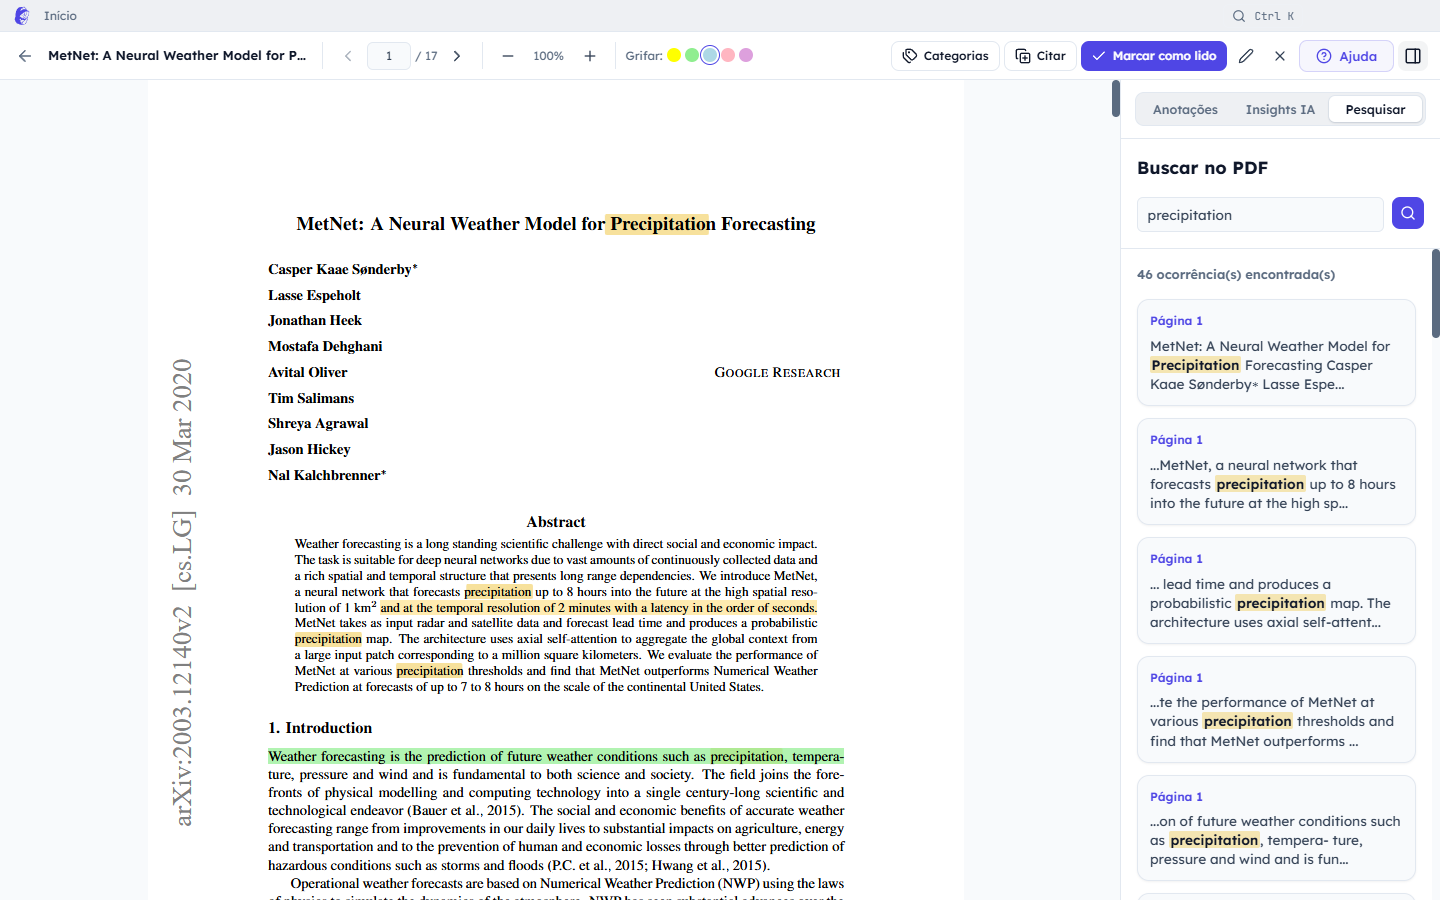 Início
Ctrl K
MetNet: A Neural Weather Model for P...
1 / 17
100%
Grifar:
Categorias
Citar
Marcar como lido
Ajuda
MetNet: A Neural Weather Model for Precipitation Forecasting
Casper Kaae Sønderby*
Lasse Espeholt
Jonathan Heek
Mostafa Dehghani
Avital Oliver
GOOGLE RESEARCH
Tim Salimans
Shreya Agrawal
Jason Hickey
Nal Kalchbrenner*
arXiv:2003.12140v2 [cs.LG] 30 Mar 2020
Abstract
Weather forecasting is a long standing scientific challenge with direct social and economic impact.
The task is suitable for deep neural networks due to vast amounts of continuously collected data and
a rich spatial and temporal structure that presents long range dependencies. We introduce MetNet,
a neural network that forecasts precipitation up to 8 hours into the future at the high spatial reso-
lution of 1 km² and at the temporal resolution of 2 minutes with a latency in the order of seconds.
MetNet takes as input radar and satellite data and forecast lead time and produces a probabilistic
precipitation map. The architecture uses axial self-attention to aggregate the global context from
a large input patch corresponding to a million square kilometers. We evaluate the performance of
MetNet at various precipitation thresholds and find that MetNet outperforms Numerical Weather
Prediction at forecasts of up to 7 to 8 hours on the scale of the continental United States.
1. Introduction
Weather forecasting is the prediction of future weather conditions such as precipitation, tempera-
ture, pressure and wind and is fundamental to both science and society. The field joins the fore-
fronts of physical modelling and computing technology into a single century-long scientific and
technological endeavor (Bauer et al., 2015). The social and economic benefits of accurate weather
forecasting range from improvements in our daily lives to substantial impacts on agriculture, energy
and transportation and to the prevention of human and economic losses through better prediction of
hazardous conditions such as storms and floods (P.C. et al., 2015; Hwang et al., 2015).
Operational weather forecasts are based on Numerical Weather Prediction (NWP) using the laws
Anotações
Insights IA
Pesquisar
Buscar no PDF
precipitation
46 ocorrência(s) encontrada(s)
Página 1
MetNet: A Neural Weather Model for
Precipitation Forecasting Casper
Kaae Sønderby* Lasse Espe...
Página 1
...MetNet, a neural network that
forecasts precipitation up to 8 hours
into the future at the high sp...
Página 1
... lead time and produces a
probabilistic precipitation map. The
architecture uses axial self-attent...
Página 1
...te the performance of MetNet at
various precipitation thresholds and
find that MetNet outperforms ...
Página 1
...on of future weather conditions such
as precipitation, tempera- ture,
pressure and wind and is fun...